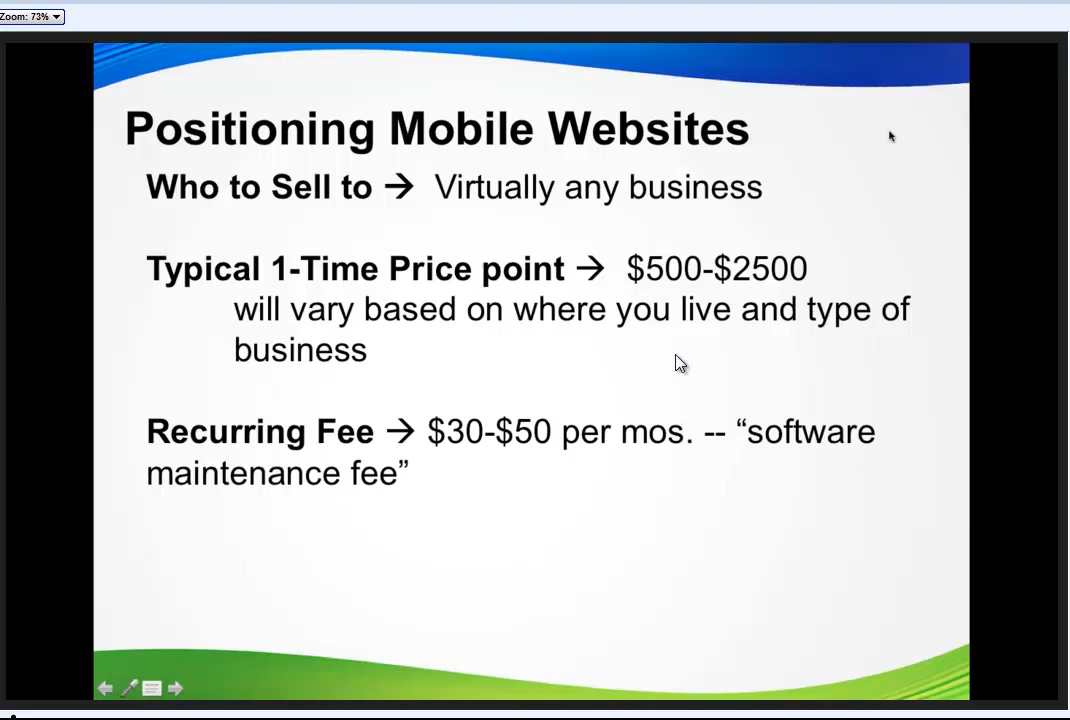 Zoom: 73%
Positioning Mobile Websites
Who to Sell to → Virtually any business
Typical 1-Time Price point → $500-$2500
will vary based on where you live and type of
business
Recurring Fee → $30-$50 per mos. -- “software
maintenance fee”